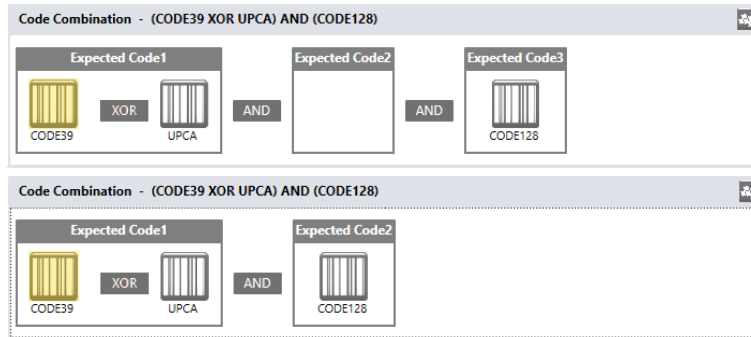 Code Combination - (CODE39 XOR UPCA) AND (CODE128)
Expected Code1 Expected Code2 Expected Code3
XOR AND AND
CODE39 UPCA CODE128
Code Combination - (CODE39 XOR UPCA) AND (CODE128)
Expected Code1 Expected Code2
XOR AND
CODE39 UPCA CODE128